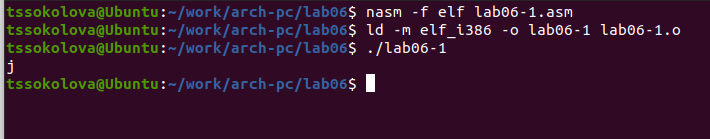 tssokolova@Ubuntu:~/work/arch-pc/lab06$ nasm -f elf lab06-1.asm
tssokolova@Ubuntu:~/work/arch-pc/lab06$ ld -m elf_i386 -o lab06-1 lab06-1.o
tssokolova@Ubuntu:~/work/arch-pc/lab06$ ./lab06-1
j
tssokolova@Ubuntu:~/work/arch-pc/lab06$